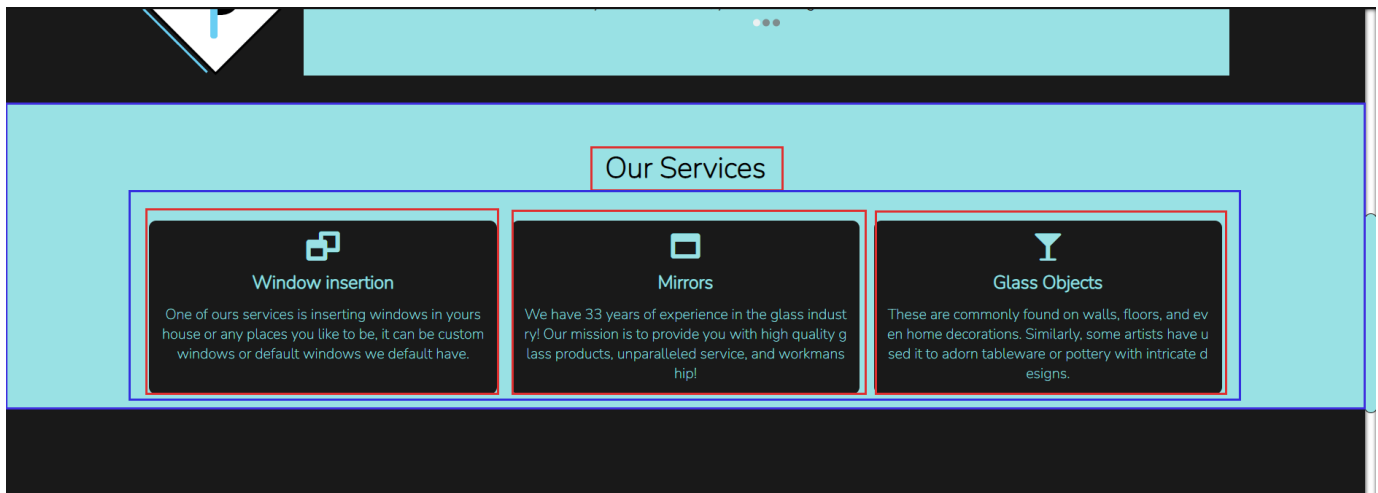 Our Services
Window insertion
One of ours services is inserting windows in yours
house or any places you like to be, it can be custom
windows or default windows we default have.
Mirrors
We have 33 years of experience in the glass indust
ry! Our mission is to provide you with high quality g
lass products, unparalleled service, and workmans
hip!
Glass Objects
These are commonly found on walls, floors, and ev
en home decorations. Similarly, some artists have u
sed it to adorn tableware or pottery with intricate d
esigns.